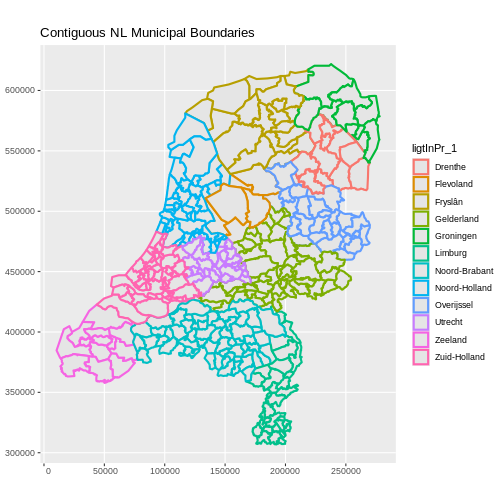 Contiguous NL Municipal Boundaries
600000
550000
500000
450000
400000
350000
300000
0
50000
100000
150000
200000
250000
ligtInPr_1
Drenthe
Flevoland
Fryslân
Gelderland
Groningen
Limburg
Noord-Brabant
Noord-Holland
Overijssel
Utrecht
Zeeland
Zuid-Holland